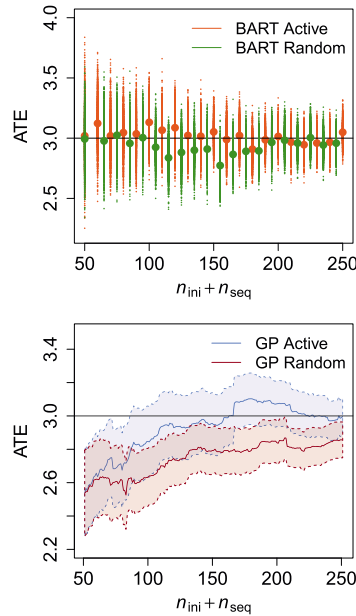 4.0
BART Active
BART Random
3.5
ATE
3.0
2.5
50 100 150 200 250
n_ini + n_seq
3.4
GP Active
GP Random
ATE
3.0
2.6
2.2
50 100 150 200 250
n_ini + n_seq